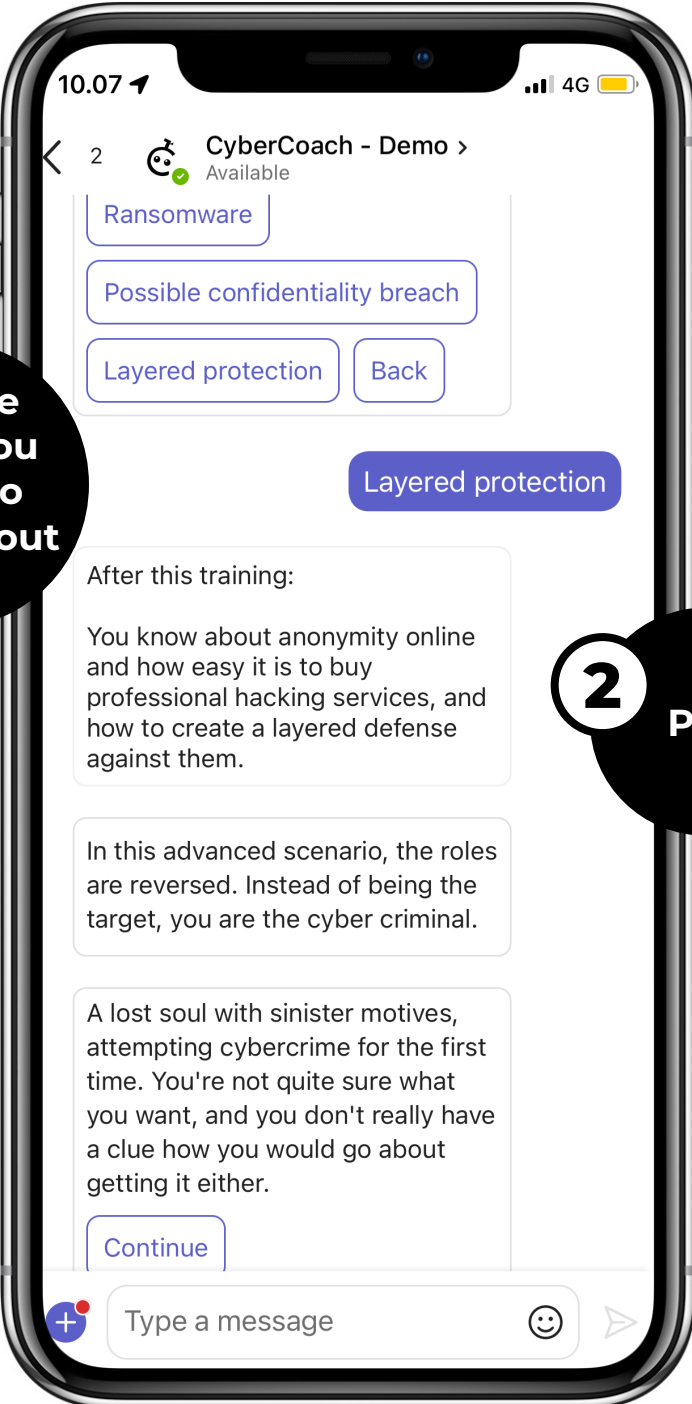 10.07
4G
2
CyberCoach - Demo
Available
Ransomware
Possible confidentiality breach
Layered protection
Back
Layered protection
After this training:
You know about anonymity online
and how easy it is to buy
professional hacking services, and
how to create a layered defense
against them.
2
In this advanced scenario, the roles
are reversed. Instead of being the
target, you are the cyber criminal.
A lost soul with sinister motives,
attempting cybercrime for the first
time. You're not quite sure what
you want, and you don't really have
a clue how you would go about
getting it either.
Continue
Type a message